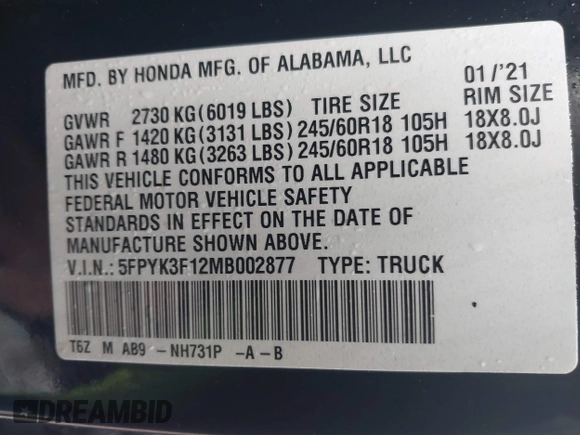 MFD. BY HONDA MFG. OF ALABAMA, LLC 01/'21
GVWR 2730 KG(6019 LBS) TIRE SIZE RIM SIZE
GAWR F 1420 KG(3131 LBS)245/60R18 105H 18X8.0J
GAWR R 1480 KG(3263 LBS)245/60R18 105H 18X8.0J
THIS VEHICLE CONFORMS TO ALL APPLICABLE
FEDERAL MOTOR VEHICLE SAFETY
STANDARDS IN EFFECT ON THE DATE OF
MANUFACTURE SHOWN ABOVE.
V.I.N.: 5FPYK3F12MB002877 TYPE: TRUCK
T6Z M AB9 -NH731P -A-B
DREAMBID